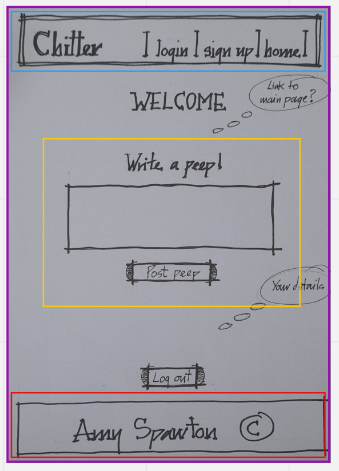 Chitter | login | sign up | home |
WELCOME
Link to
main page?
Write a peep!
Post peep
Your details
Log out
Amy Spawton ©